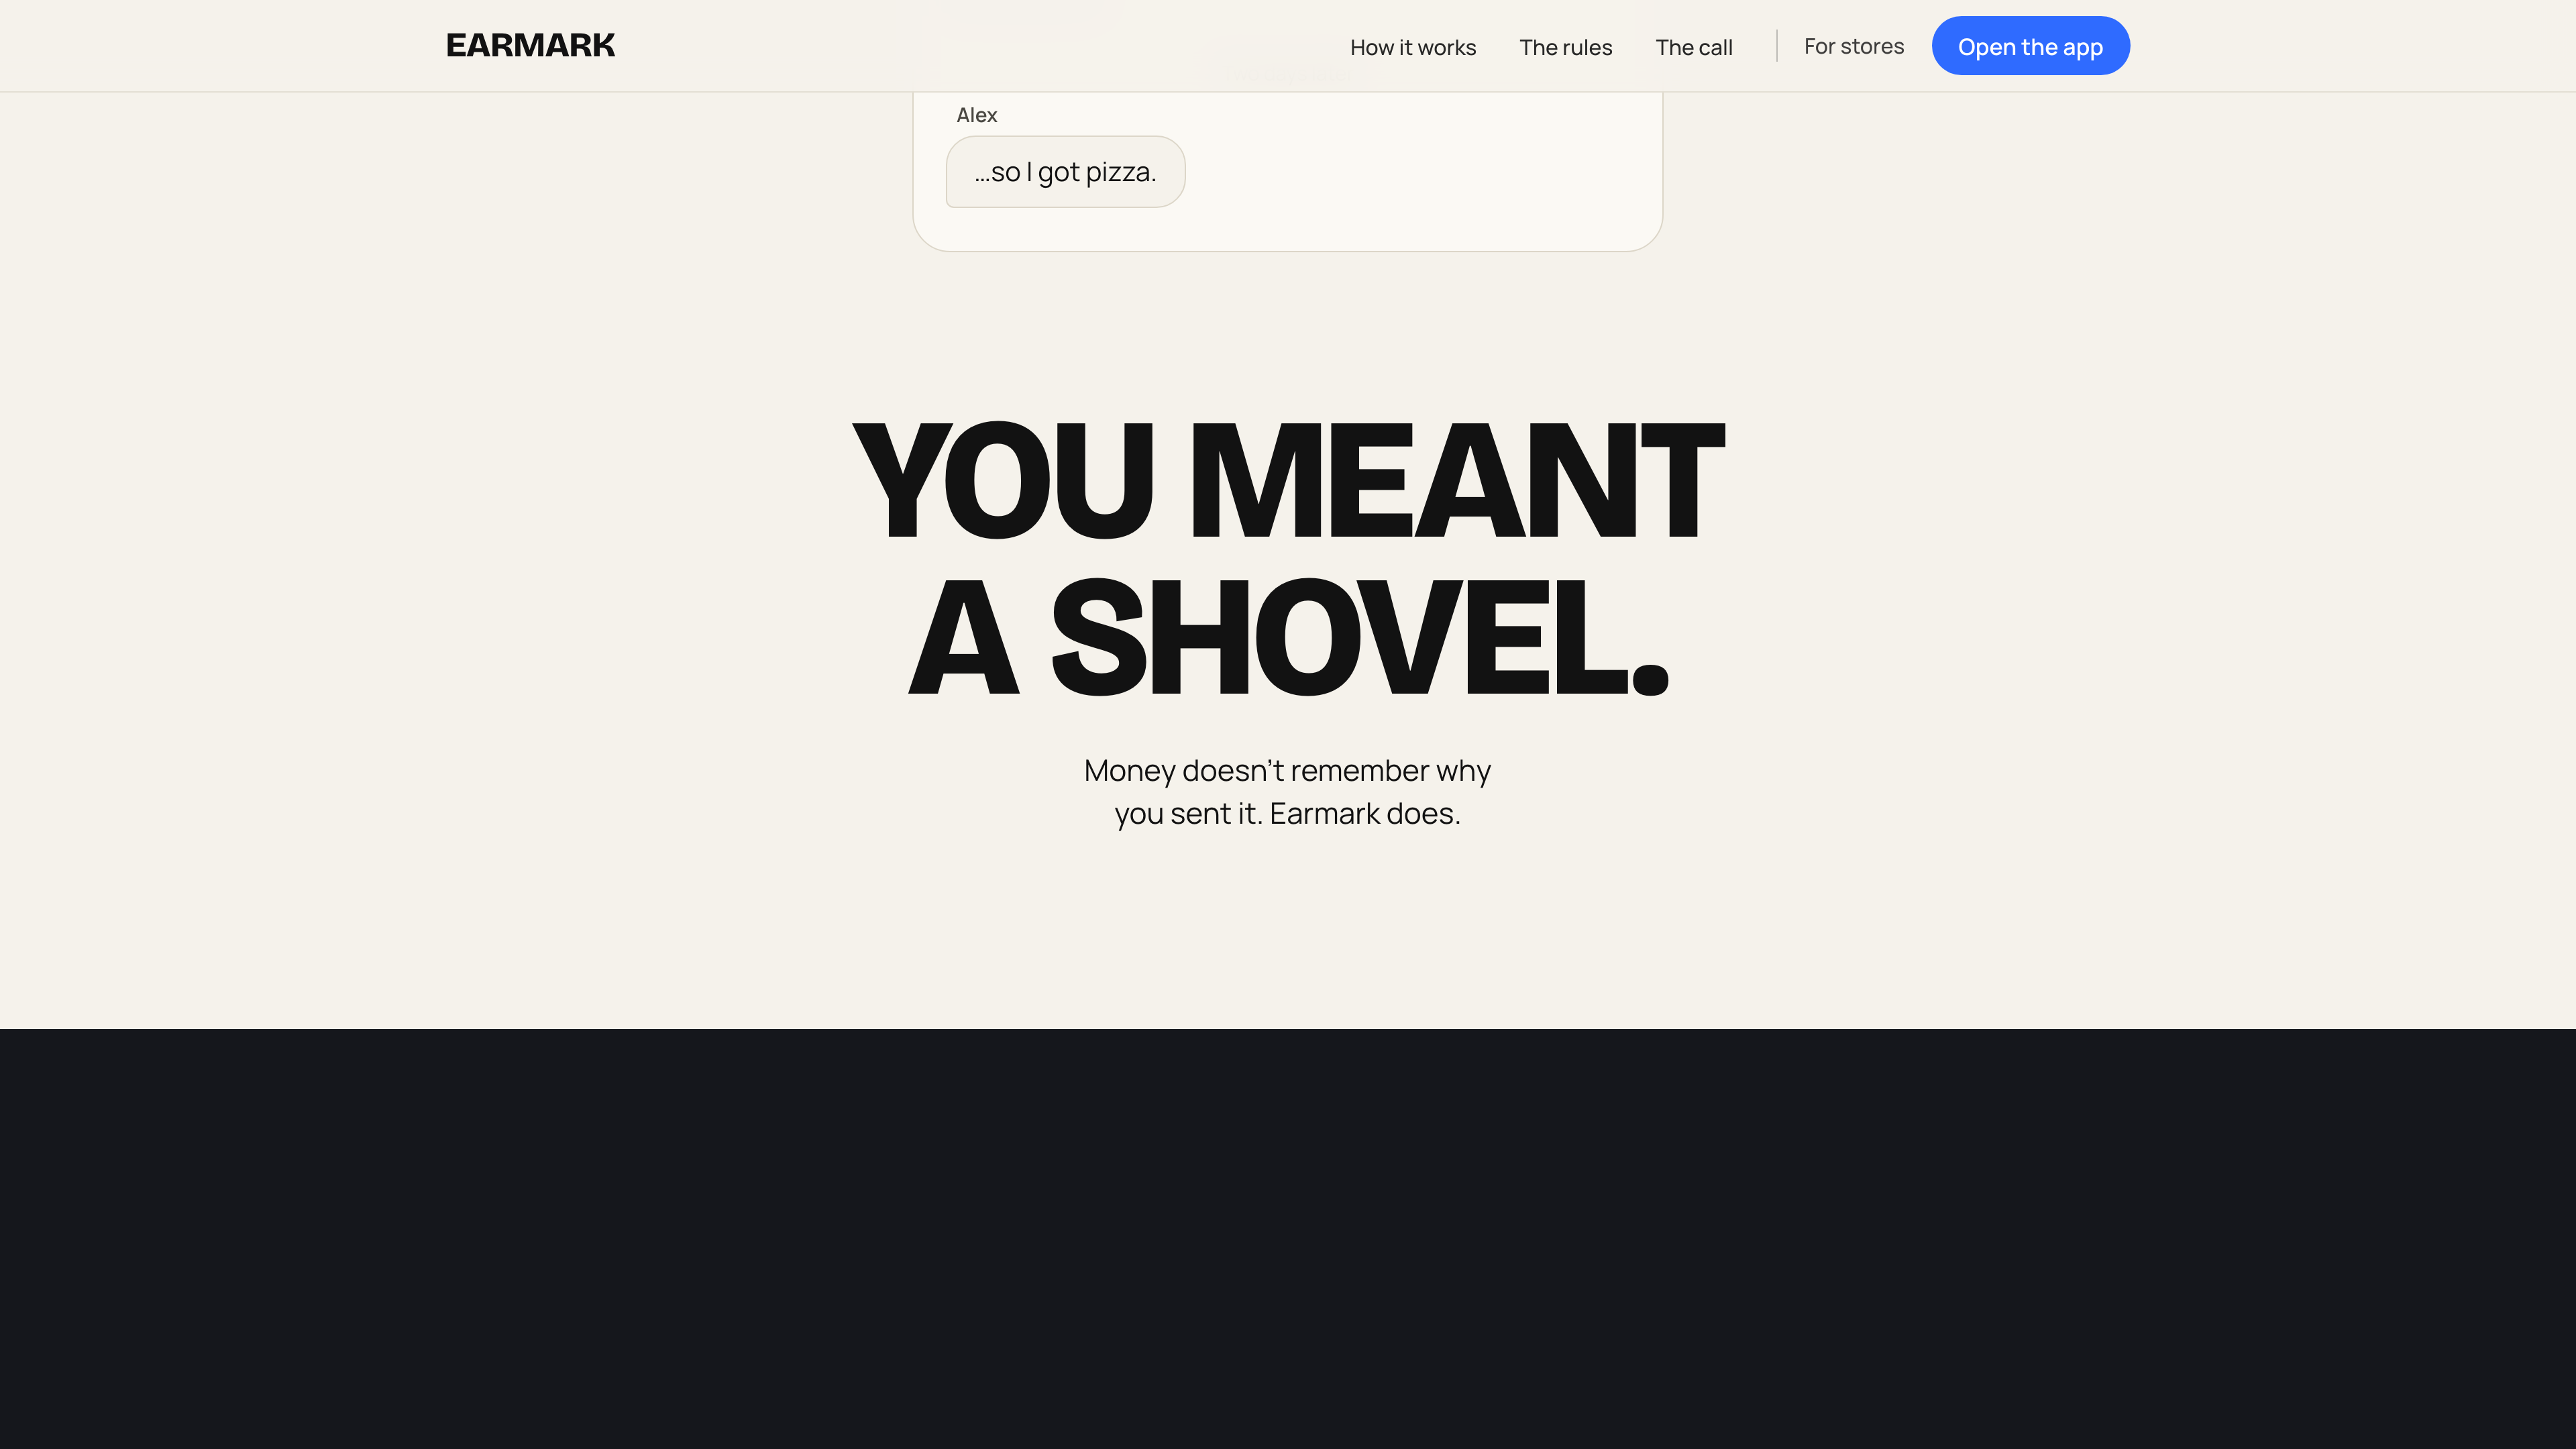 EARMARK
How it works
The rules
The call
For stores
Open the app
Alex
...so I got pizza.
YOU MEANT
A SHOVEL.
Money doesn’t remember why
you sent it. Earmark does.